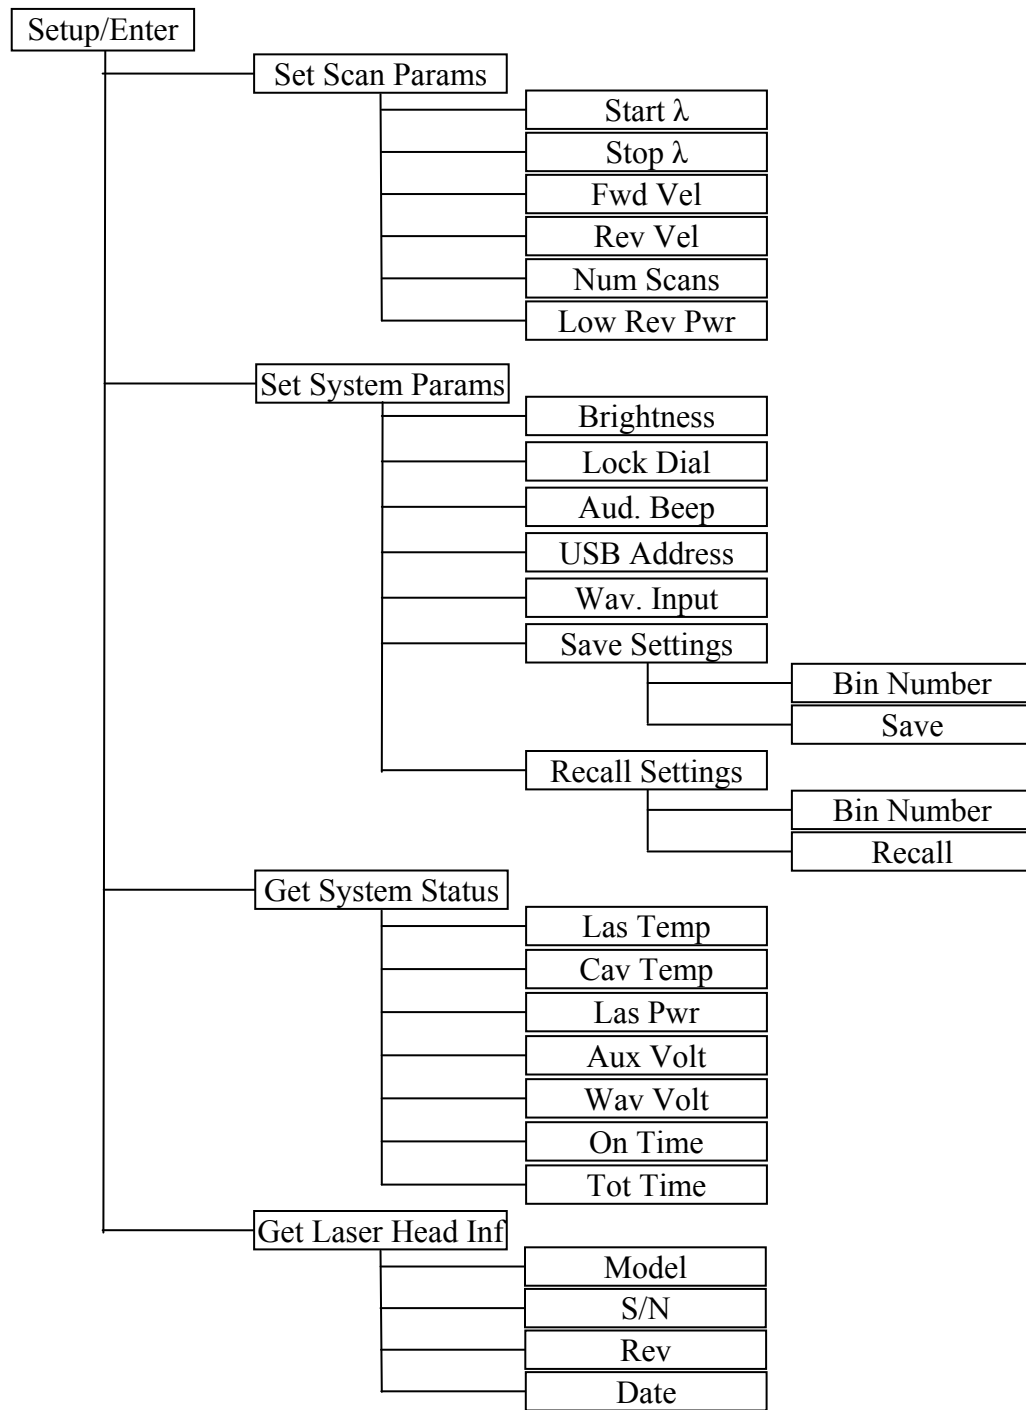 Setup/Enter
Set Scan Params
Start λ
Stop λ
Fwd Vel
Rev Vel
Num Scans
Low Rev Pwr
Set System Params
Brightness
Lock Dial
Aud. Beep
USB Address
Wav. Input
Save Settings
Bin Number
Save
Recall Settings
Bin Number
Recall
Get System Status
Las Temp
Cav Temp
Las Pwr
Aux Volt
Wav Volt
On Time
Tot Time
Get Laser Head Inf
Model
S/N
Rev
Date